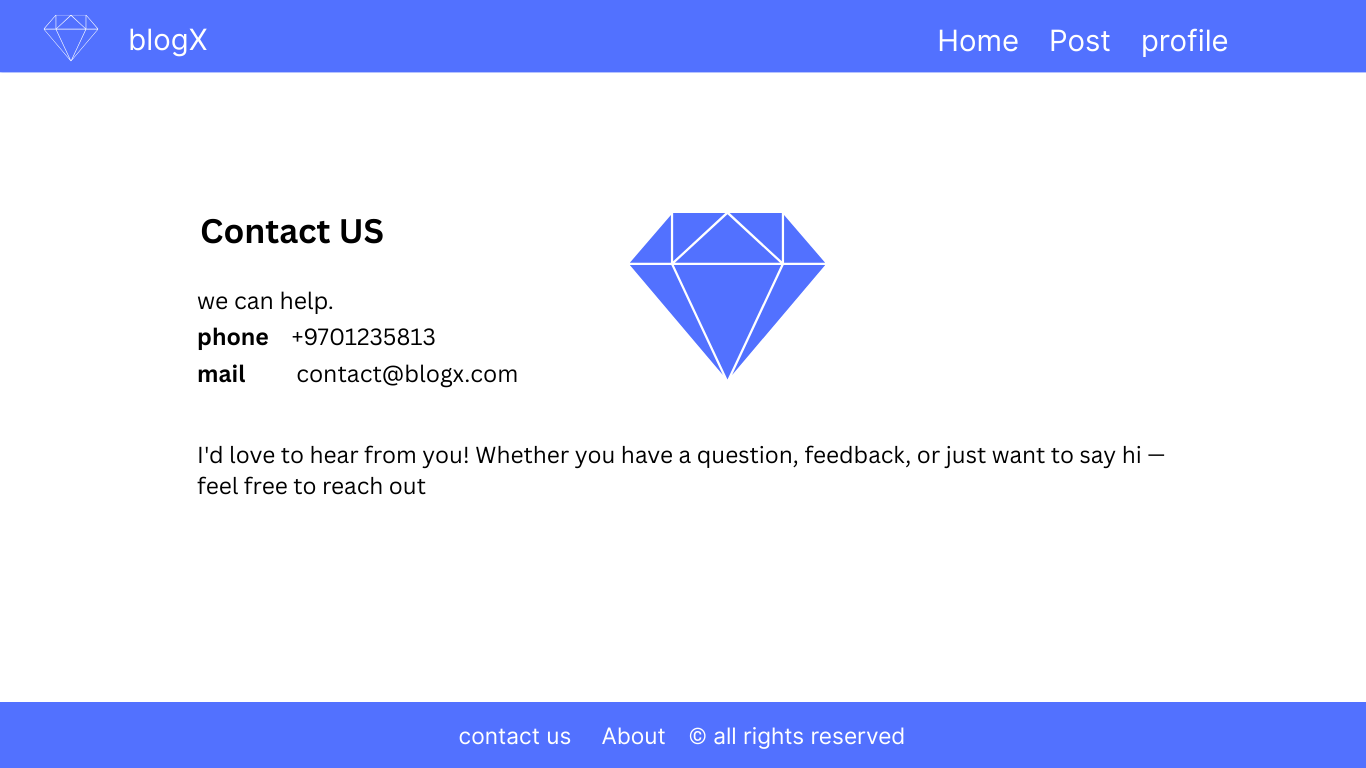 blogX
Home Post profile
Contact US
we can help.
phone +9701235813
mail contact@blogx.com
I'd love to hear from you! Whether you have a question, feedback, or just want to say hi —
feel free to reach out
contact us About © all rights reserved